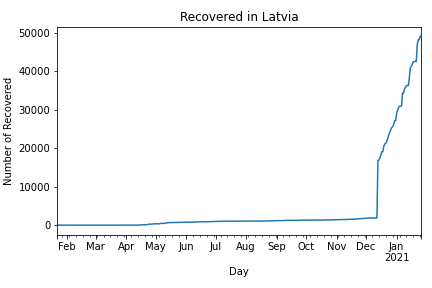 Recovered in Latvia
Number of Recovered
50000
40000
30000
20000
10000
0
Feb Mar Apr May Jun Jul Aug Sep Oct Nov Dec Jan
2021
Day